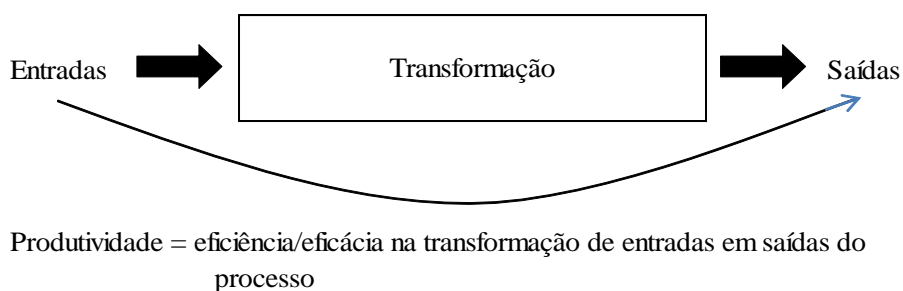 Entradas Transformação Saídas
Produtividade = eficiência/eficácia na transformação de entradas em saídas do
processo